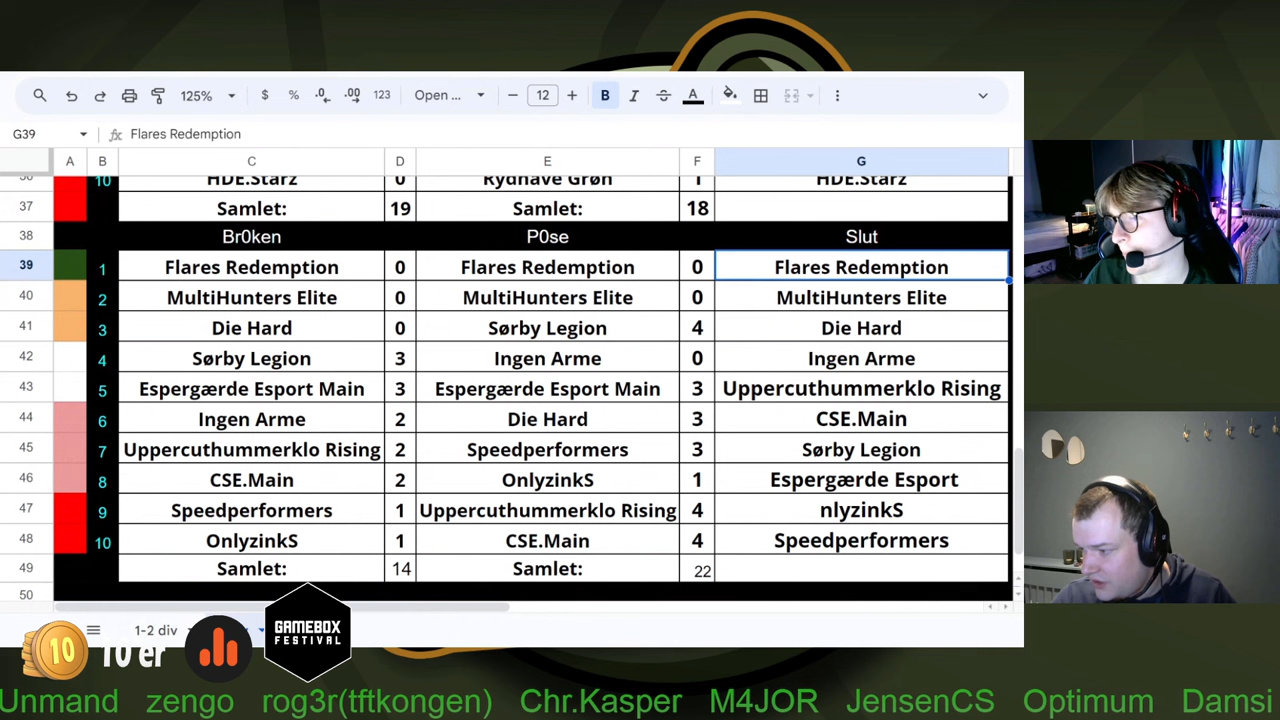 125% $ % .0 .00 123 Open ... 12 B I A
G39 fx Flares Redemption
A B C D E F G
36 10 HDE.Starz 0 Rydhave Grøn 1 HDE.Starz
37 Samlet: 19 Samlet: 18
38 Br0ken P0se Slut
39 1 Flares Redemption 0 Flares Redemption 0 Flares Redemption
40 2 MultiHunters Elite 0 MultiHunters Elite 0 MultiHunters Elite
41 3 Die Hard 0 Sørby Legion 4 Die Hard
42 4 Sørby Legion 3 Ingen Arme 0 Ingen Arme
43 5 Espergærde Esport Main 3 Espergærde Esport Main 3 Uppercuthummerklo Rising
44 6 Ingen Arme 2 Die Hard 3 CSE.Main
45 7 Uppercuthummerklo Rising 2 Speedperformers 3 Sørby Legion
46 8 CSE.Main 2 OnlyzinkS 1 Espergærde Esport
47 9 Speedperformers 1 Uppercuthummerklo Rising 4 nlyzinkS
48 10 OnlyzinkS 1 CSE.Main 4 Speedperformers
49 Samlet: 14 Samlet: 22
50
1-2 div
10 10 er GAMEBOX
FESTIVAL
Unmand zengo rog3r(tftkongen) Chr.Kasper M4JOR JensenCS Optimum Damsi